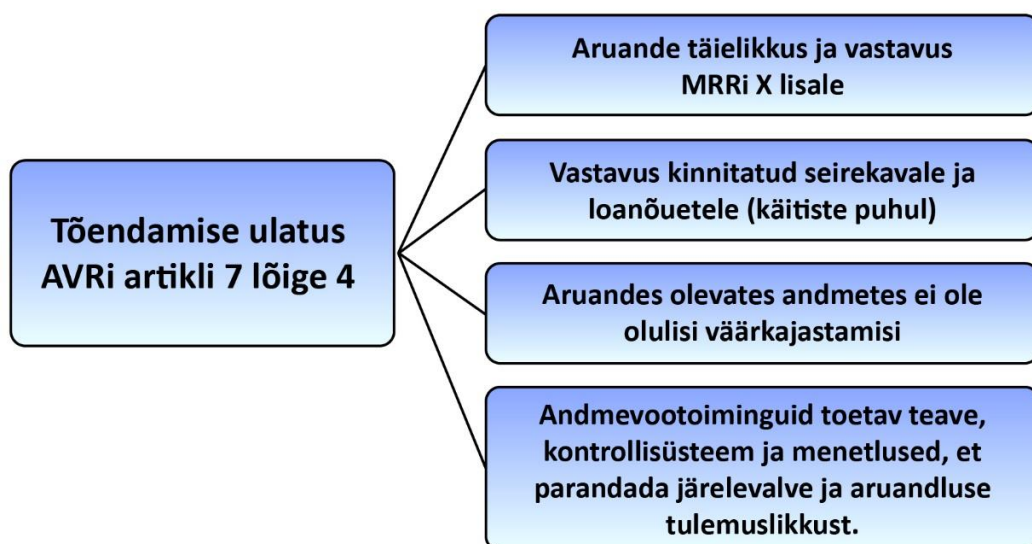 Aruande täielikkus ja vastavus
MRRi X lisale
Vastavus kinnitatud seirekavale ja
loanõuetele (käitiste puhul)
Tõendamise ulatus
AVRi artikli 7 lõige 4
Aruandes olevates andmetes ei ole
olulisi väärkajastamisi
Andmevootoiminguid toetav teave,
kontrollisüsteem ja menetlused, et
parandada järelevalve ja aruandluse
tulemuslikkust.